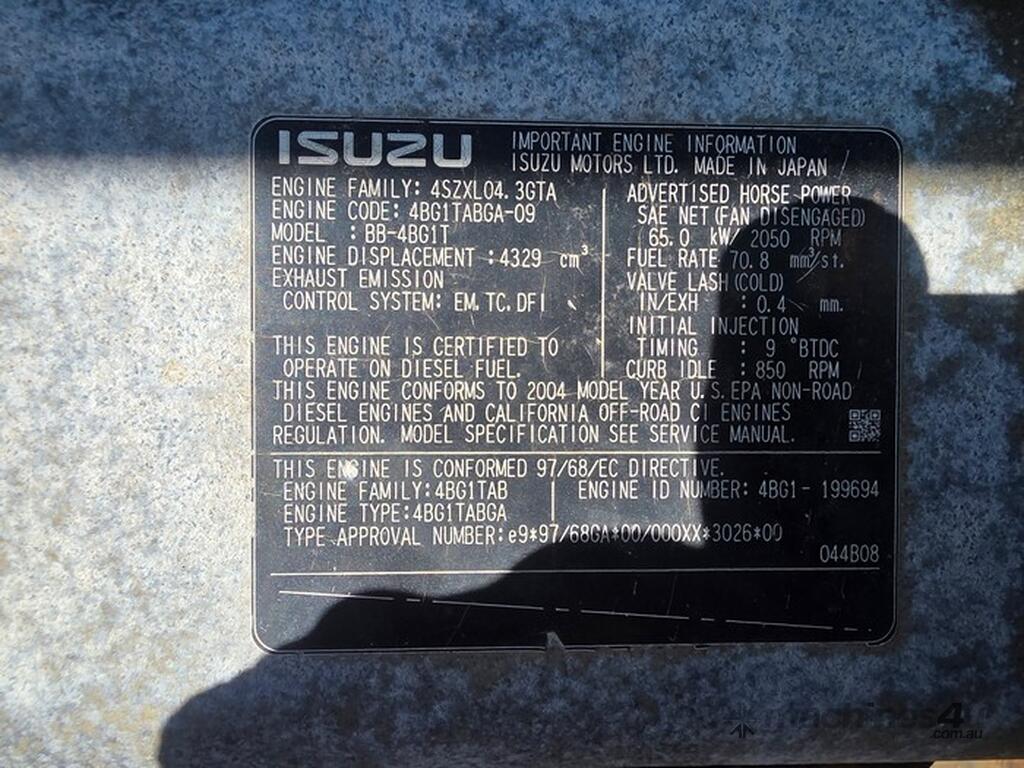 ISUZU
IMPORTANT ENGINE INFORMATION
ISUZU MOTORS LTD. MADE IN JAPAN
ENGINE FAMILY: 4SZXL04.3GTA
ENGINE CODE: 4BG1TABGA-09
MODEL : BB-4BG1T
ENGINE DISPLACEMENT :4329 cm³
EXHAUST EMISSION
CONTROL SYSTEM: EM,TC,DFI
THIS ENGINE IS CERTIFIED TO
OPERATE ON DIESEL FUEL.
ADVERTISED HORSE POWER
SAE NET(FAN DISENGAGED)
65.0 kW/ 2050 RPM
FUEL RATE 70.8 mm³/st.
VALVE LASH(COLD)
IN/EXH : 0.4 mm.
INITIAL INJECTION
TIMING : 9 °BTDC
CURB IDLE : 850 RPM
THIS ENGINE CONFORMS TO 2004 MODEL YEAR U.S.EPA NON-ROAD
DIESEL ENGINES AND CALIFORNIA OFF-ROAD CI ENGINES
REGULATION. MODEL SPECIFICATION SEE SERVICE MANUAL.
THIS ENGINE IS CONFORMED 97/68/EC DIRECTIVE.
ENGINE FAMILY:4BG1TAB
ENGINE ID NUMBER: 4BG1- 199694
ENGINE TYPE:4BG1TABGA
TYPE APPROVAL NUMBER:e9*97/68GA*00/000XX*3026*00
044B08
machines4u
.com.au